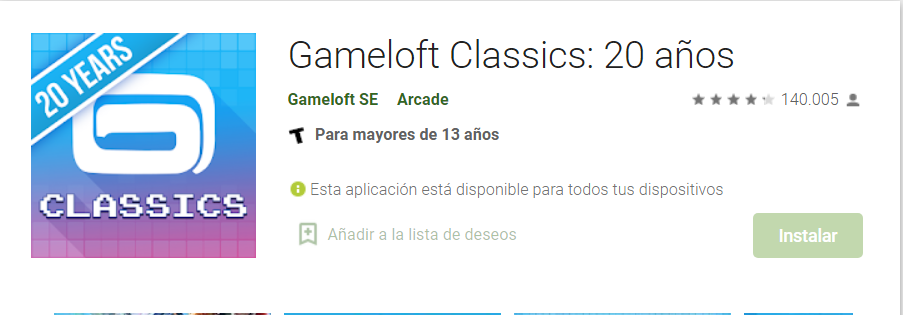 20 YEARS
CLASSICS
Gameloft Classics: 20 años
Gameloft SE Arcade
140.005
T Para mayores de 13 años
Esta aplicación está disponible para todos tus dispositivos
Añadir a la lista de deseos
Instalar